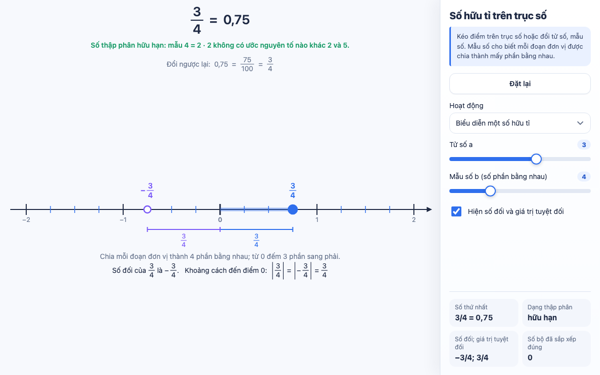 3/4 = 0,75
Số thập phân hữu hạn: mẫu 4 = 2 · 2 không có ước nguyên tố nào khác 2 và 5.
Đổi ngược lại: 0,75 = 75/100 = 3/4
−3/4
3/4
−2
−1
0
1
2
3/4
3/4
Chia mỗi đoạn đơn vị thành 4 phần bằng nhau; từ 0 đếm 3 phần sang phải.
Số đối của 3/4 là −3/4. Khoảng cách đến điểm 0: |3/4| = |−3/4| = 3/4
Số hữu tỉ trên trục số
Kéo điểm trên trục số hoặc đổi tử số, mẫu
số. Mẫu số cho biết mỗi đoạn đơn vị được
chia thành mấy phần bằng nhau.
Đặt lại
Hoạt động
Biểu diễn một số hữu tỉ
Tử số a
3
Mẫu số b (số phần bằng nhau)
4
Hiện số đối và giá trị tuyệt đối
Số thứ nhất
3/4 = 0,75
Dạng thập phân
hữu hạn
Số đối; giá trị tuyệt
đối
−3/4; 3/4
Số bộ đã sắp xếp
đúng
0